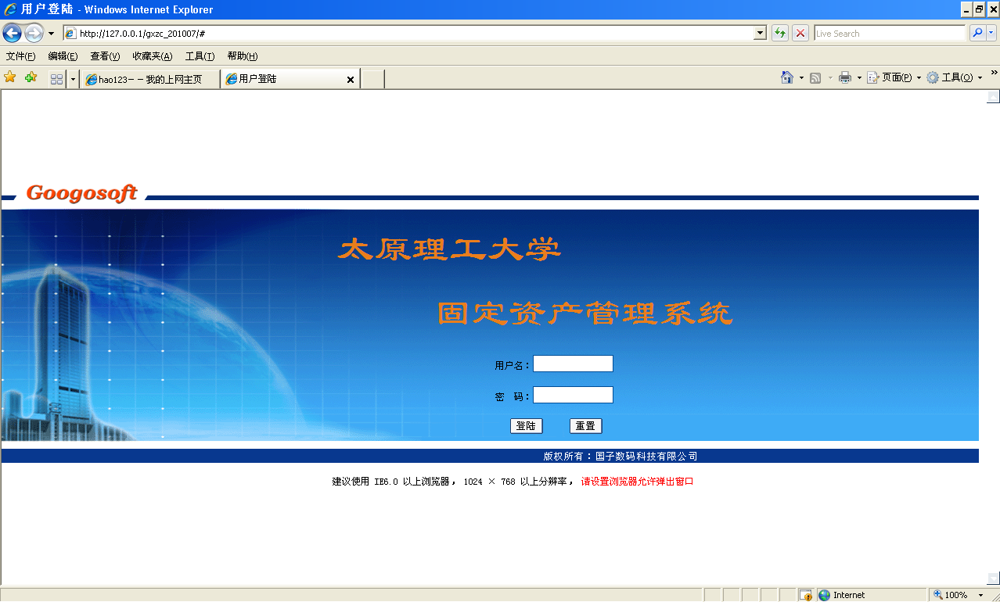 用户登陆 - Windows Internet Explorer
http://127.0.0.1/gxzc_201007/#
Live Search
文件(F) 编辑(E) 查看(V) 收藏夹(A) 工具(T) 帮助(H)
hao123－－我的上网主页 用户登陆 页面(P) 工具(O) »
Googosoft
太原理工大学
固定资产管理系统
用户名：
密 码：
登陆 重置
版权所有：国子数码科技有限公司
建议使用 IE6.0 以上浏览器，1024 × 768 以上分辨率，请设置浏览器允许弹出窗口
Internet 100%